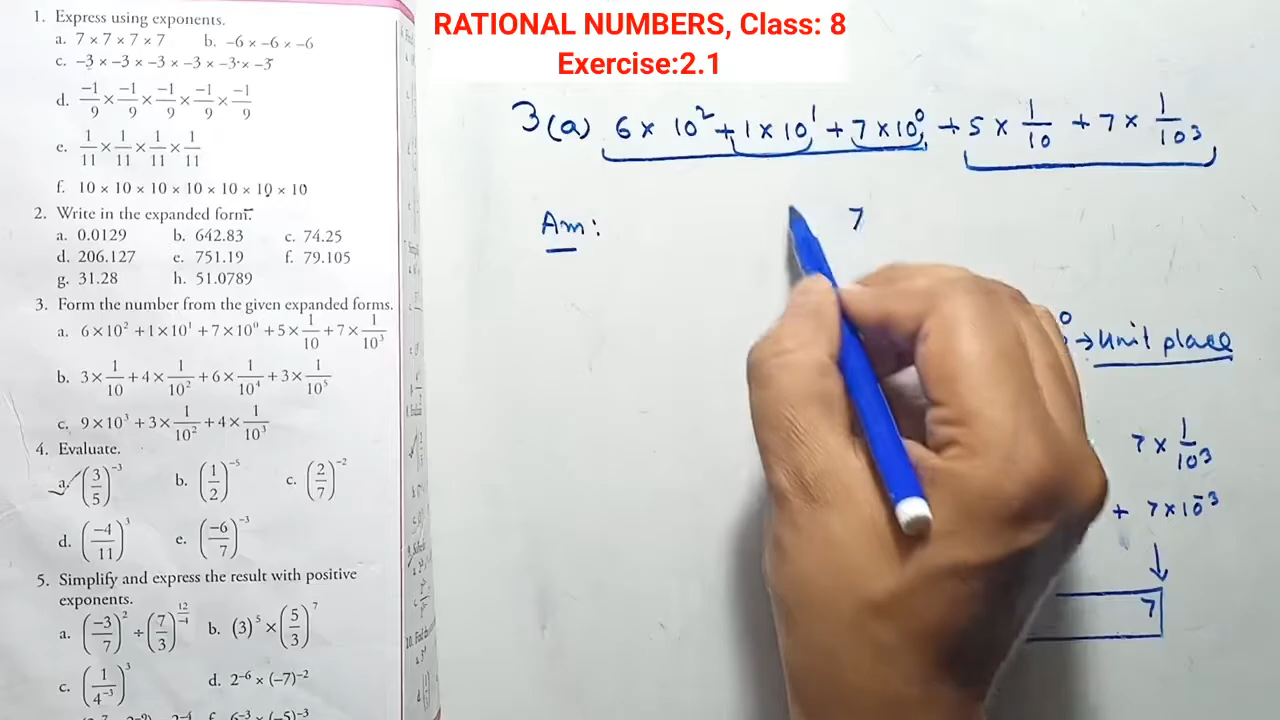 RATIONAL NUMBERS, Class: 8
Exercise:2.1
1. Express using exponents.
a. 7 × 7 × 7 × 7 b. −6 × −6 × −6
c. −3 × −3 × −3 × −3 × −3 × −3
d. −1/9 × −1/9 × −1/9 × −1/9 × −1/9
e. 1/11 × 1/11 × 1/11 × 1/11
f. 10 × 10 × 10 × 10 × 10 × 10 × 10
2. Write in the expanded form.
a. 0.0129 b. 642.83 c. 74.25
d. 206.127 e. 751.19 f. 79.105
g. 31.28 h. 51.0789
3. Form the number from the given expanded forms.
a. 6×10² + 1×10¹ + 7×10⁰ + 5× 1/10 + 7× 1/10³
b. 3× 1/10 + 4× 1/10² + 6× 1/10⁴ + 3× 1/10⁵
c. 9×10³ + 3× 1/10² + 4× 1/10³
4. Evaluate.
a. (3/5)⁻³ b. (1/2)⁻⁵ c. (2/7)⁻²
d. (−4/11)³ e. (−6/7)⁻³
5. Simplify and express the result with positive
exponents.
a. (−3/7)² ÷ (7/3) b. (3)⁵ × (5/3)⁷
c. (1/4⁻³)³ d. 2⁻⁶ × (−7)⁻²
3(a) 6 × 10² + 1 × 10¹ + 7 × 10⁰ + 5 × 1/10 + 7 × 1/10³
Ans: 7
0 → Unit place
7 × 1/10³
+ 7×10⁻³
7